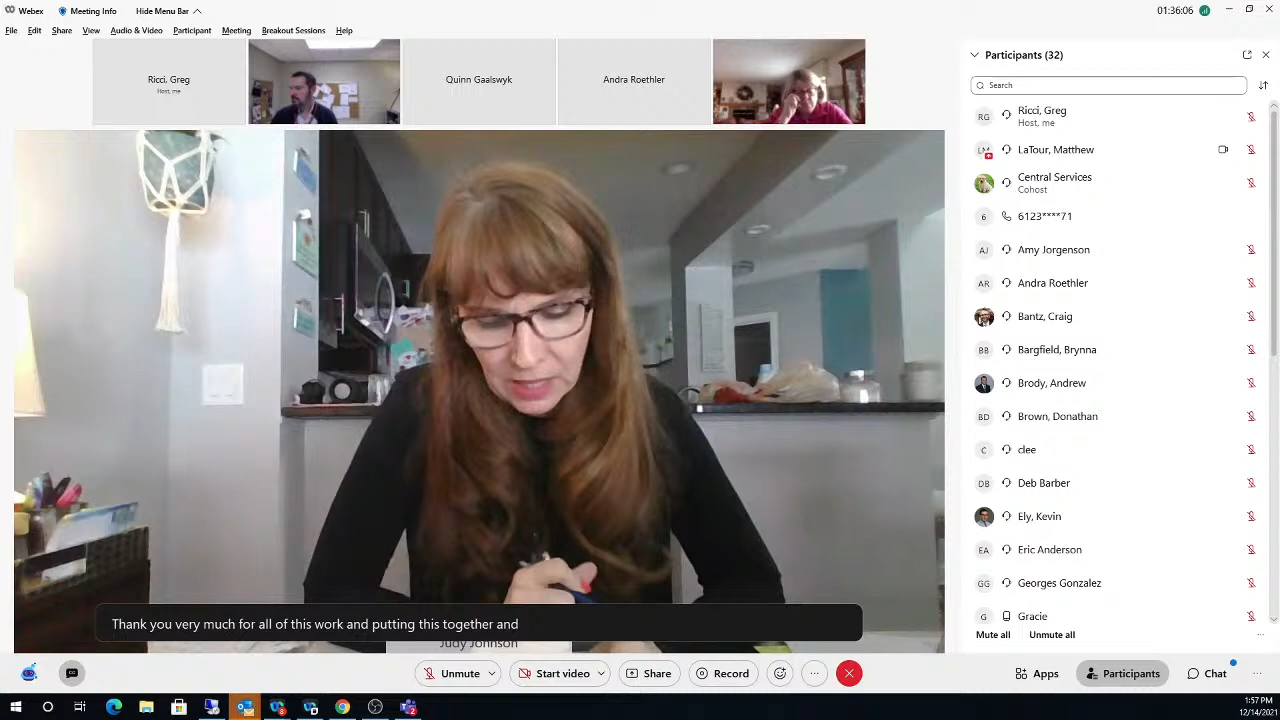 Webex
Meeting Info
Hide Menu Bar
01:36:06
File Edit Share View Audio & Video Participant Meeting Breakout Sessions Help
Ricci, Greg
Host, me
Quinn Gaalswyk
Andra Roethler
Participants (32)
Search
RG
Ricci, Greg
Host, me
LaTour, Matthew
Central Services
Cohost
6
6123****71
AJ
Amy Jorgenson
AR
Andra Roethler
Bantz, Craig
BB
Bargfield, Brynna
Brody, Andrew
BD
Brown, Donathan
C
clee
DB
Deb Barber
Ely, Kevin
EA
Eric Anderson
GG
Georges Gonzalez
G
Gracie
Mute all
Unmute all
Thank you very much for all of this work and putting this together and
Judy Johnson
Unmute
Start video
Share
Record
Apps
Participants
Chat
1:57 PM
12/14/2021